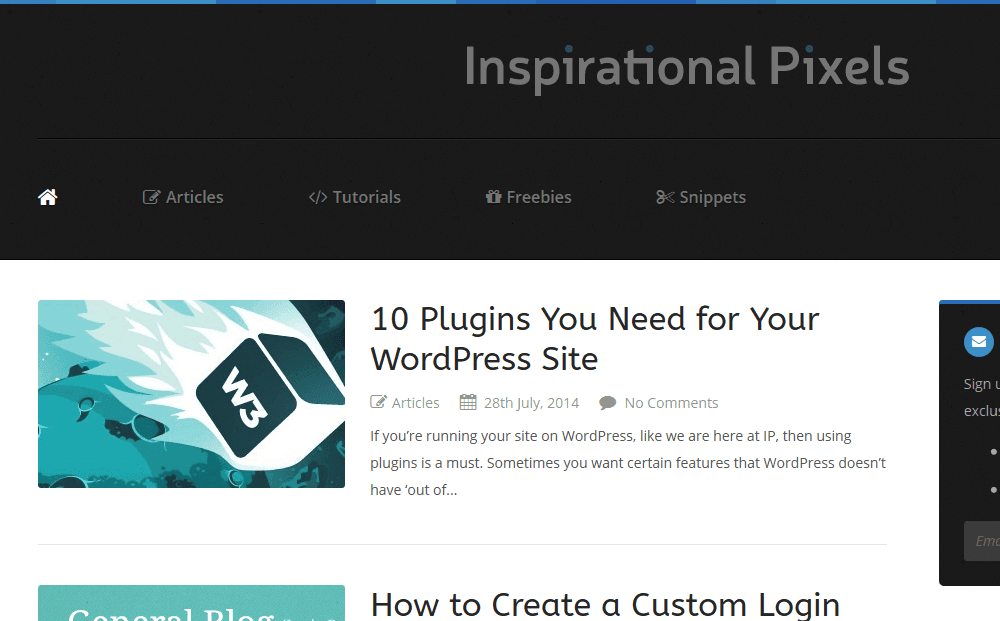 Inspirational Pixels
Articles
Tutorials
Freebies
Snippets
W3
10 Plugins You Need for Your
WordPress Site
Articles 28th July, 2014 No Comments
If you’re running your site on WordPress, like we are here at IP, then using
plugins is a must. Sometimes you want certain features that WordPress doesn’t
have ‘out of...
Sign
General Blog
How to Create a Custom Login